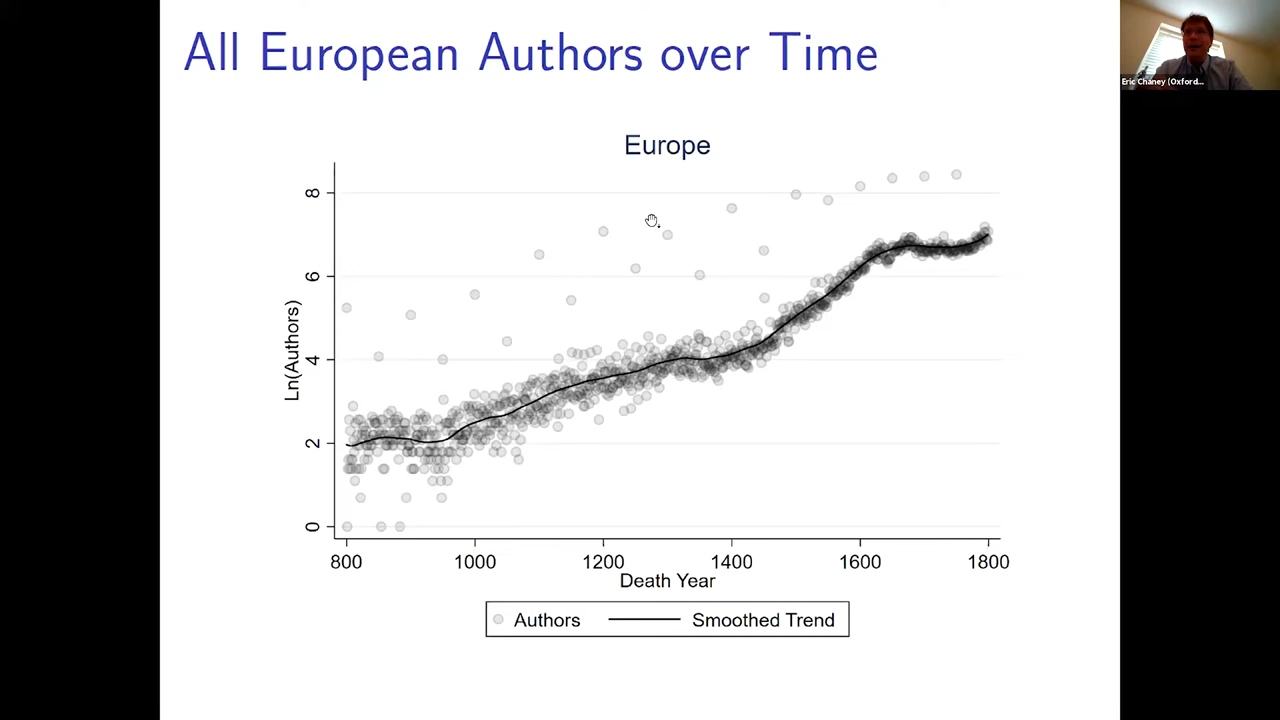 All European Authors over Time
Eric Chaney (Oxford...
Europe
Ln(Authors)
8
6
4
2
0
800 1000 1200 1400 1600 1800
Death Year
Authors Smoothed Trend